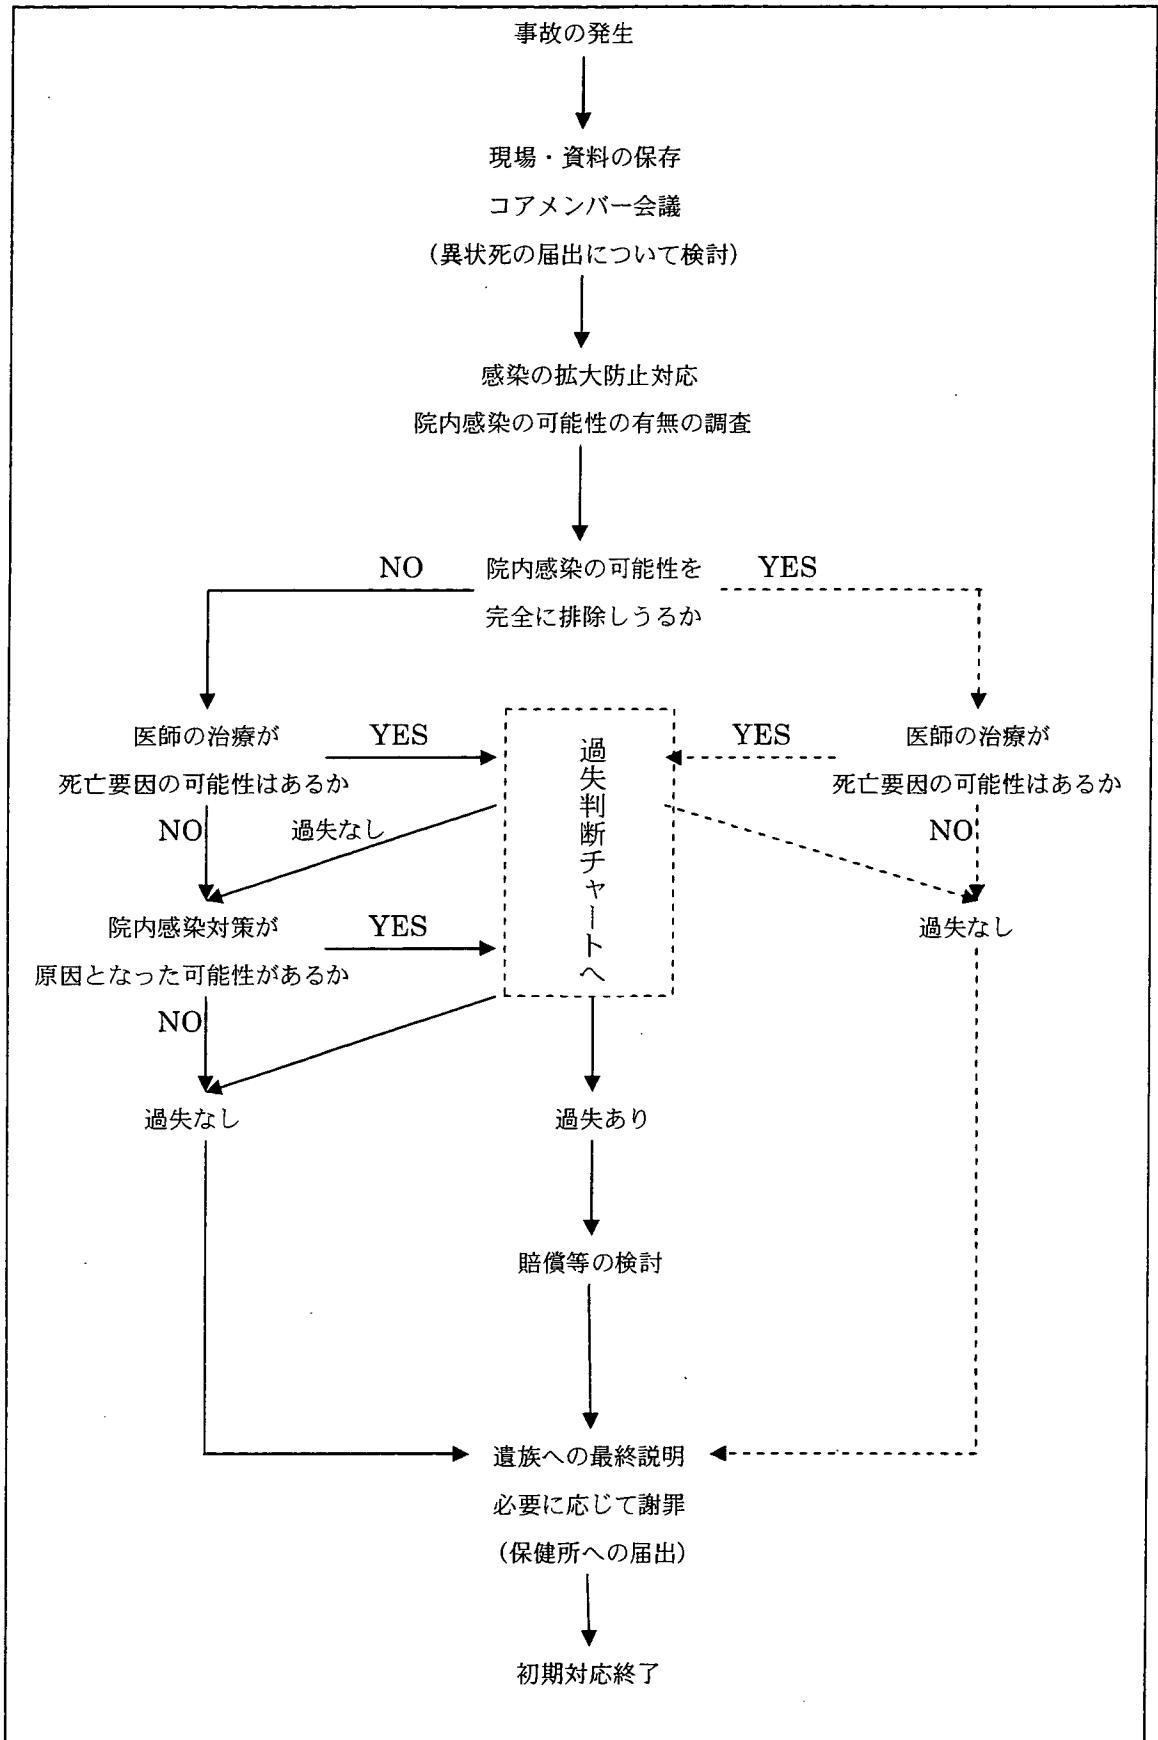 事故の発生
現場・資料の保存
コアメンバー会議
(異状死の届出について検討)
感染の拡大防止対応
院内感染の可能性の有無の調査
NO
院内感染の可能性を
YES
完全に排除しうるか
医師の治療が
YES
過失判断チャートへ
YES
医師の治療が
死亡要因の可能性はあるか
死亡要因の可能性はあるか
NO
過失なし
NO
院内感染対策が
YES
過失なし
原因となった可能性があるか
NO
過失なし
過失あり
賠償等の検討
遺族への最終説明
必要に応じて謝罪
(保健所への届出)
初期対応終了